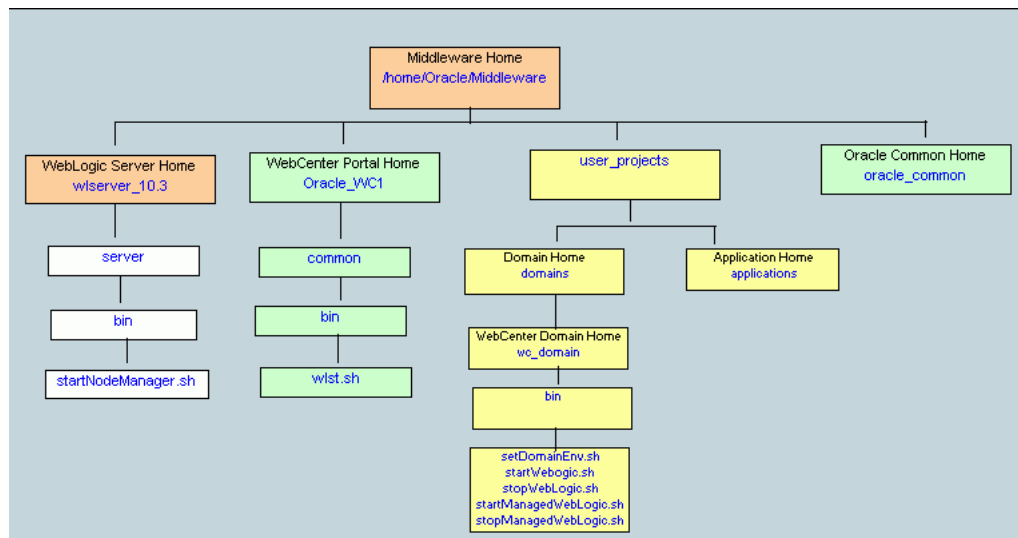 Middleware Home
/home/Oracle/Middleware
WebLogic Server Home
wlserver_10.3
WebCenter Portal Home
Oracle_WC1
user_projects
Oracle Common Home
oracle_common
server
common
Domain Home
domains
Application Home
applications
bin
bin
WebCenter Domain Home
wc_domain
startNodeManager.sh
wlst.sh
bin
setDomainEnv.sh
startWebogic.sh
stopWebLogic.sh
startManagedWebLogic.sh
stopManagedWebLogic.sh